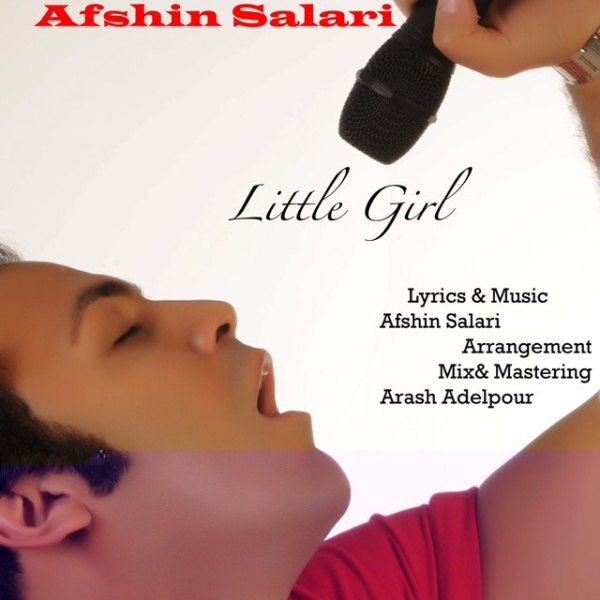 Afshin Salari
Little Girl
Lyrics & Music
Afshin Salari
Arrangement
Mix& Mastering
Arash Adelpour